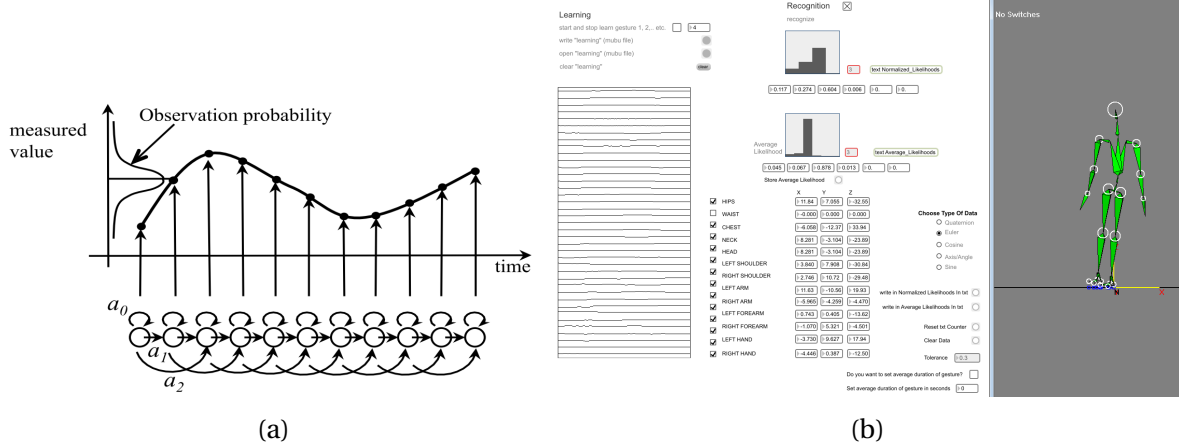 measured
value
Observation probability
time
a0
a1
a2
(a)
Learning
start and stop learn gesture 1, 2,.. etc.
4
write "learning" (mubu file)
open "learning" (mubu file)
clear "learning"
clear
Recognition
recognize
3
text Normalized_Likelihoods
0.117 0.274 0.604 0.006 0. 0.
Average
Likelihood
3
text Average_Likelihoods
0.045 0.067 0.878 0.013 0. 0.
Store Average Likelihood
X Y Z
HIPS 11.84 7.055 -32.55
WAIST -0.000 0.000 0.000
CHEST -6.058 -12.37 33.94
NECK 8.281 -3.104 -23.89
HEAD 8.281 -3.104 -23.89
LEFT SHOULDER 3.840 7.908 -30.84
RIGHT SHOULDER 2.746 10.72 -29.48
LEFT ARM 11.63 -10.56 19.93
RIGHT ARM -5.965 -4.259 -4.470
LEFT FOREARM 0.743 0.405 -13.62
RIGHT FOREARM -1.070 5.321 -4.501
LEFT HAND -3.730 9.627 17.94
RIGHT HAND -4.446 0.387 -12.50
Choose Type Of Data
Quaternion
Euler
Cosine
Axis/Angle
Sine
write in Normalized Likelihoods In txt
write in Average Likelihoods In txt
Reset txt Counter
Clear Data
Tolerance 0.3
Do you want to set average duration of gesture?
Set average duration of gesture in seconds 0
No Switches
X
(b)